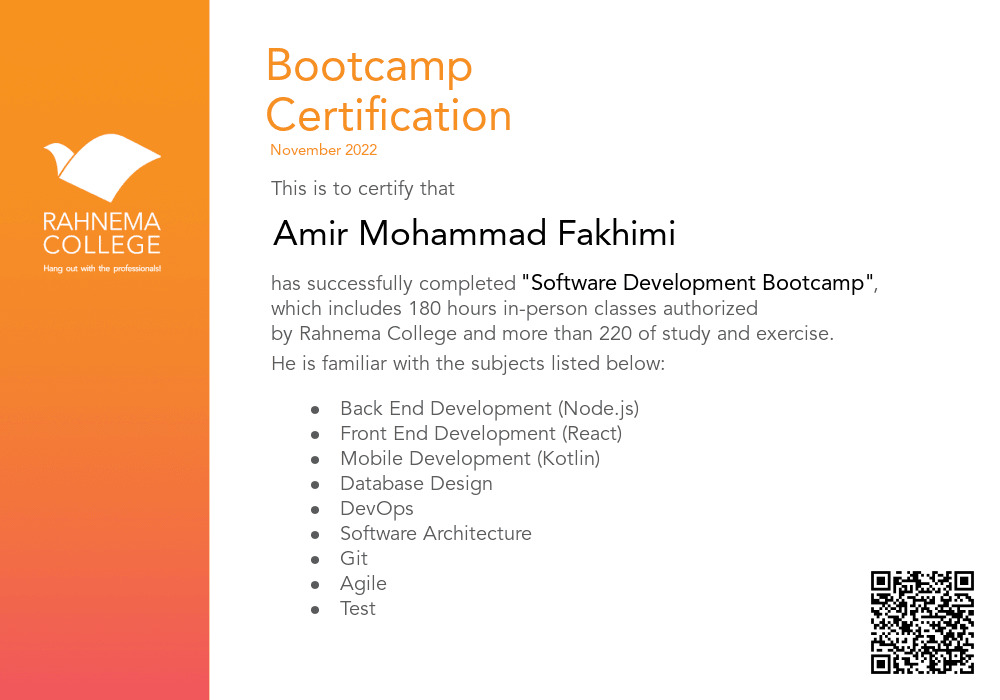 RAHNEMA
COLLEGE
Hang out with the professionals!
Bootcamp
Certification
November 2022
This is to certify that
Amir Mohammad Fakhimi
has successfully completed "Software Development Bootcamp",
which includes 180 hours in-person classes authorized
by Rahnema College and more than 220 of study and exercise.
He is familiar with the subjects listed below:
● Back End Development (Node.js)
● Front End Development (React)
● Mobile Development (Kotlin)
● Database Design
● DevOps
● Software Architecture
● Git
● Agile
● Test